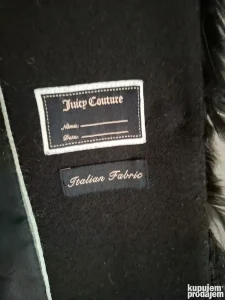 Juicy Couture
Name:
Date:
Italian Fabric
kupujem
prodajem